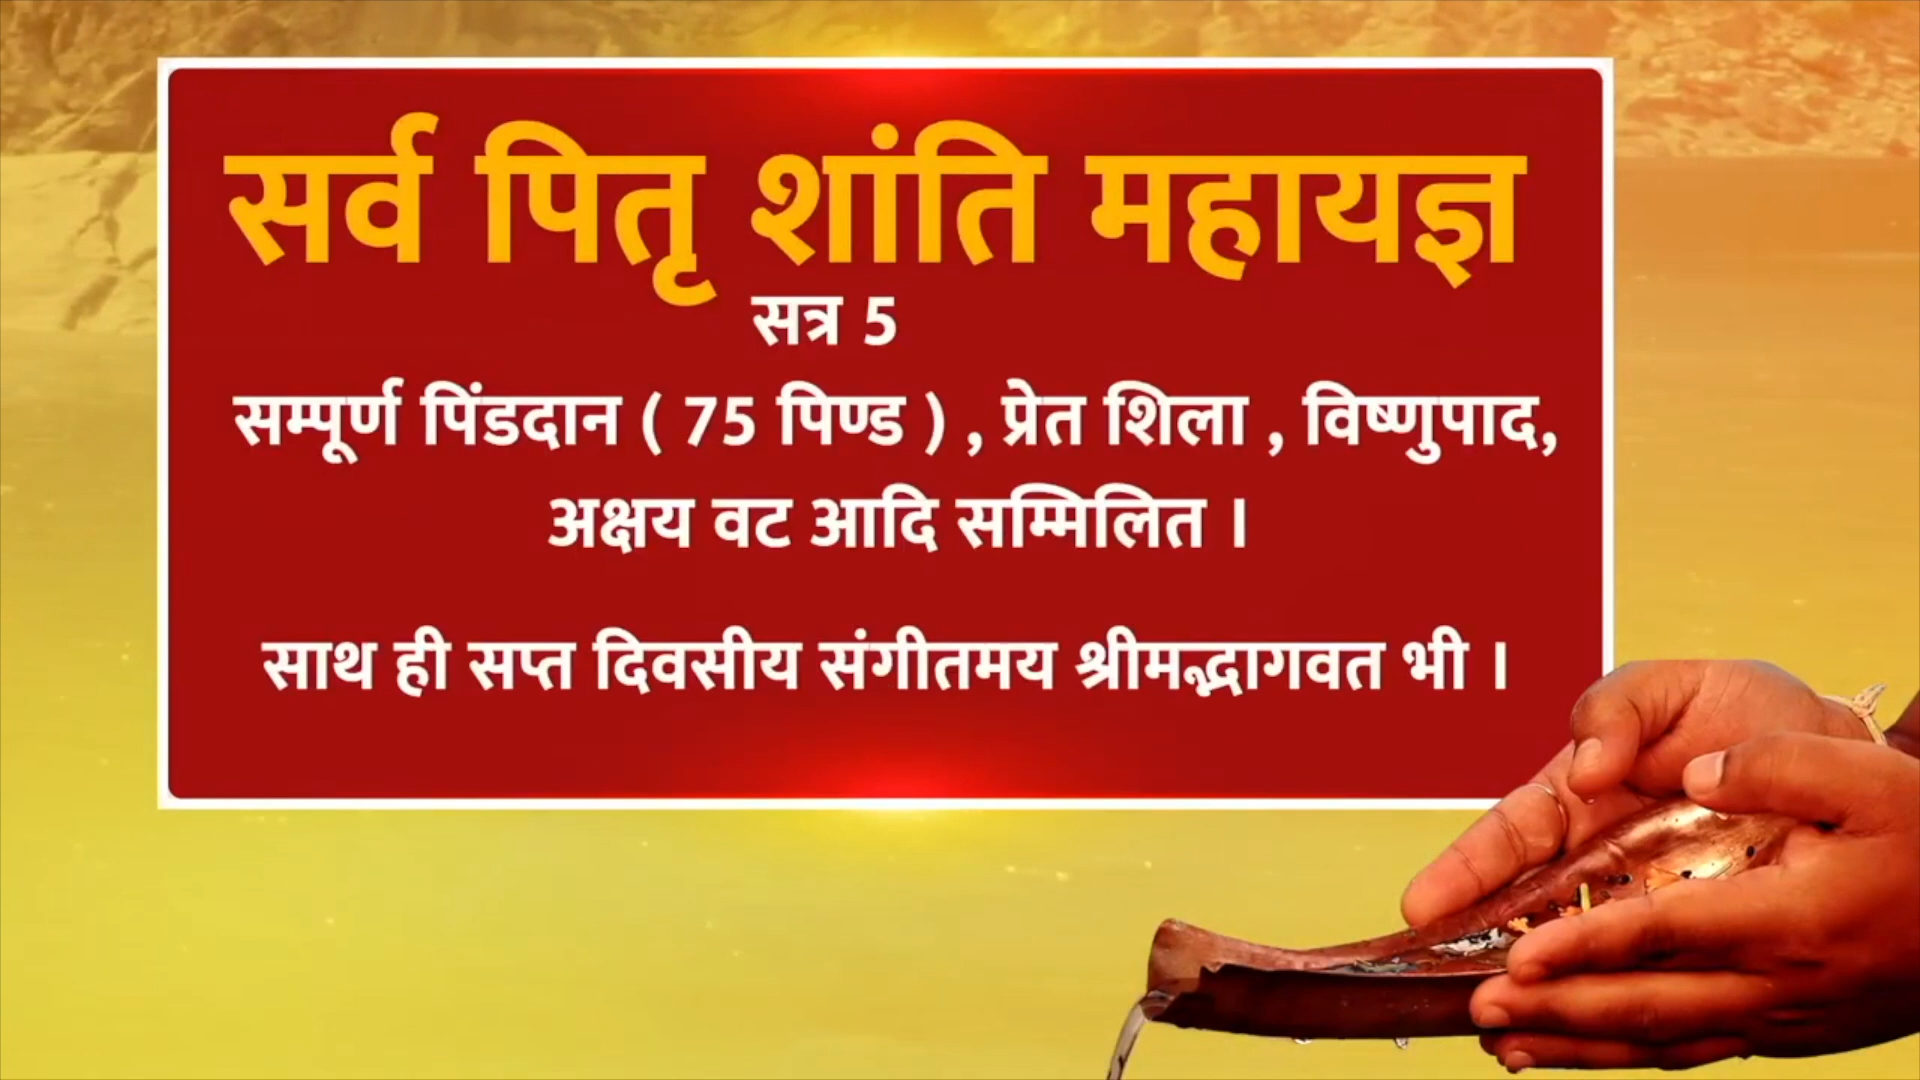 सर्व पितृ शांति महायज्ञ
सत्र 5
सम्पूर्ण पिंडदान ( 75 पिण्ड ) , प्रेत शिला , विष्णुपाद,
अक्षय वट आदि सम्मिलित ।
साथ ही सप्त दिवसीय संगीतमय श्रीमद्भागवत भी ।